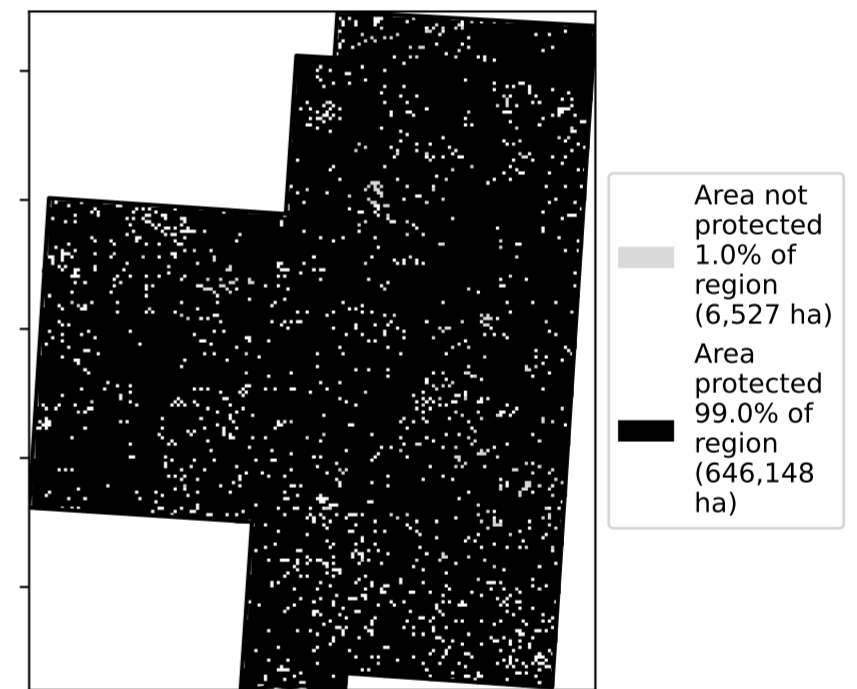 Area not
protected
1.0% of
region
(6,527 ha)
Area
protected
99.0% of
region
(646,148
ha)